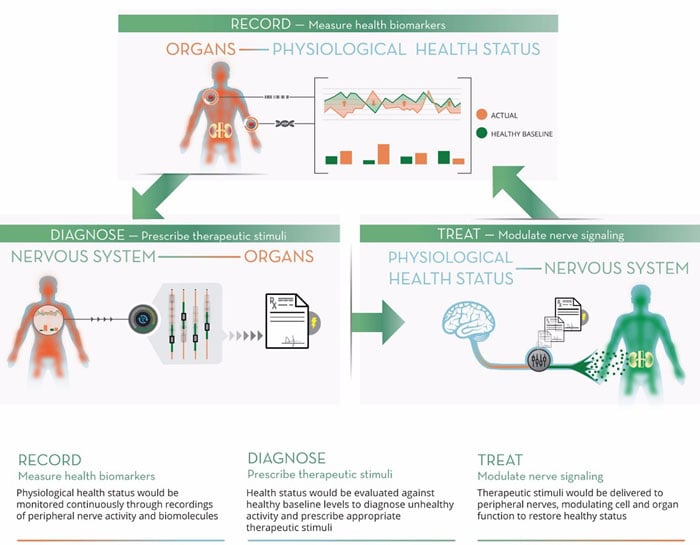 RECORD — Measure health biomarkers
ORGANS — PHYSIOLOGICAL HEALTH STATUS
ACTUAL
HEALTHY BASELINE
DIAGNOSE — Prescribe therapeutic stimuli
NERVOUS SYSTEM — ORGANS
Rx
TREAT — Modulate nerve signaling
PHYSIOLOGICAL
HEALTH STATUS — NERVOUS SYSTEM
Rx
RECORD
Measure health biomarkers
Physiological health status would be
monitored continuously through recordings
of peripheral nerve activity and biomolecules
DIAGNOSE
Prescribe therapeutic stimuli
Health status would be evaluated against
healthy baseline levels to diagnose unhealthy
activity and prescribe appropriate
therapeutic stimuli
TREAT
Modulate nerve signaling
Therapeutic stimuli would be delivered to
peripheral nerves, modulating cell and organ
function to restore healthy status